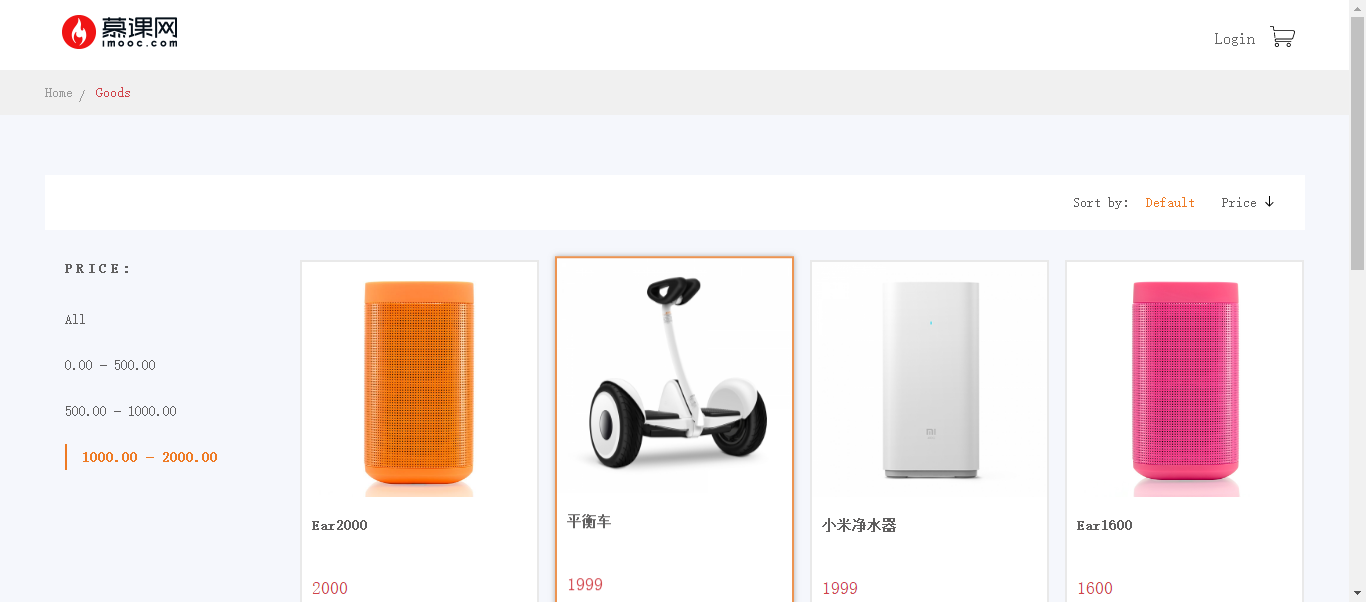 慕课网
imooc.com
Login
Home / Goods
Sort by: Default Price ↓
PRICE:
All
0.00 - 500.00
500.00 - 1000.00
1000.00 - 2000.00
Ear2000
平衡车
小米净水器
Ear1600
2000
1999
1999
1600